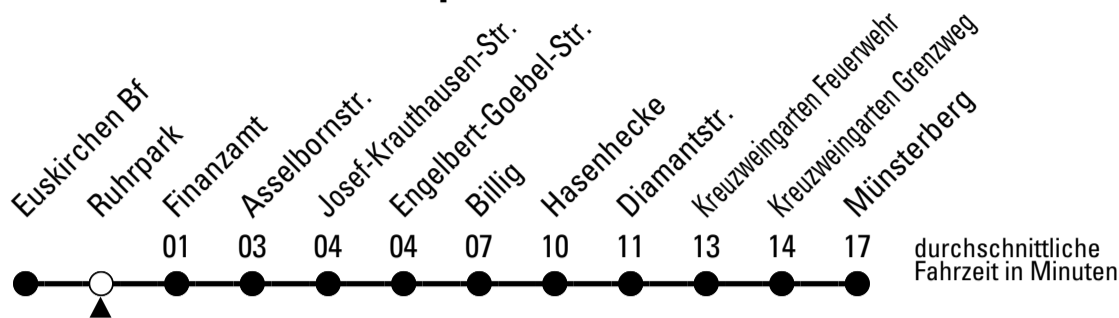 Euskirchen Bf
Ruhrpark
Finanzamt
Asselbornstr.
Josef-Krauthausen-Str.
Engelbert-Goebel-Str.
Billig
Hasenhecke
Diamantstr.
Kreuzweingarten Feuerwehr
Kreuzweingarten Grenzweg
Münsterberg
01 03 04 04 07 10 11 13 14 17
durchschnittliche
Fahrzeit in Minuten